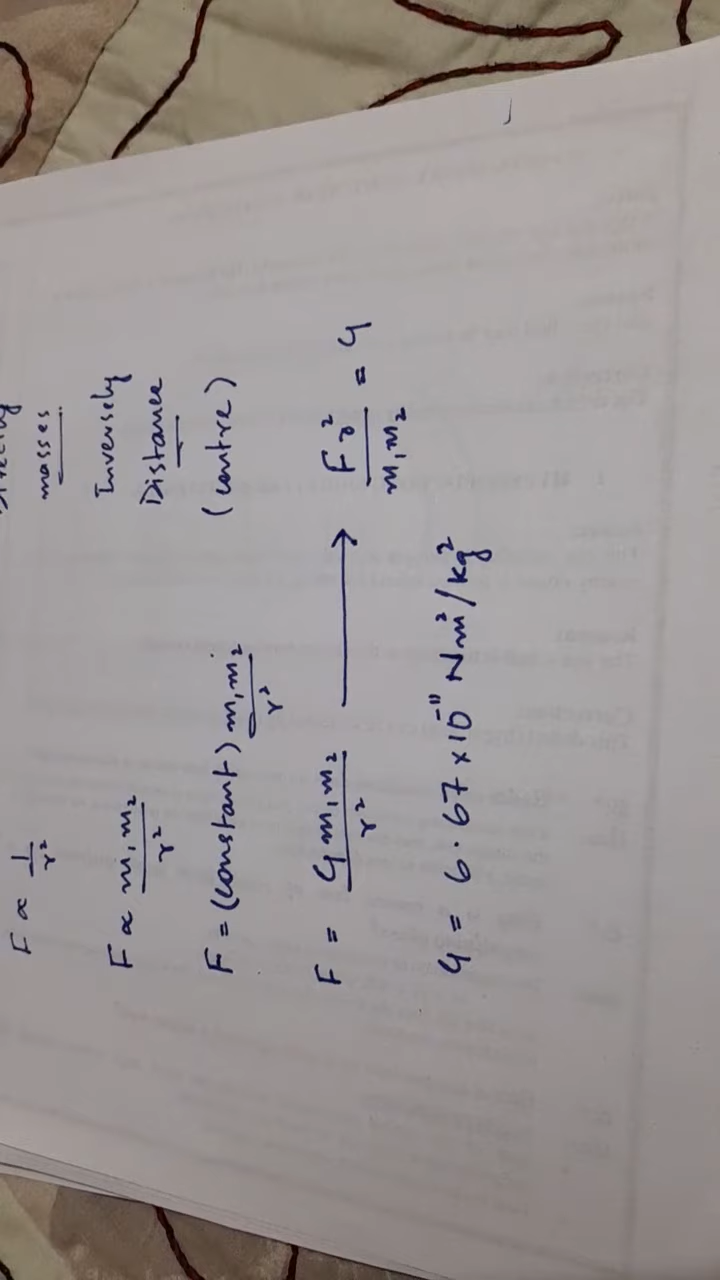 masses
F ∝ 1/r²
Inversely
F ∝ m₁m₂/r²
Distance
F = (constant) m₁m₂/r²
(centre)
F = G m₁m₂/r² → Fr²/m₁m₂ = G
G = 6.67 × 10⁻¹¹ Nm²/kg²